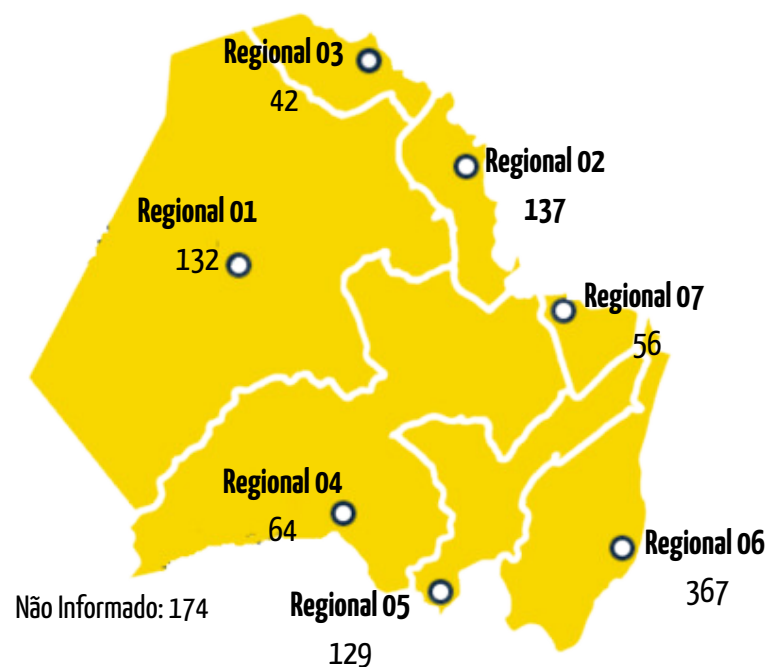 Regional 03
42
Regional 02
137
Regional 01
132
Regional 07
56
Regional 04
64
Regional 06
367
Não Informado: 174
Regional 05
129